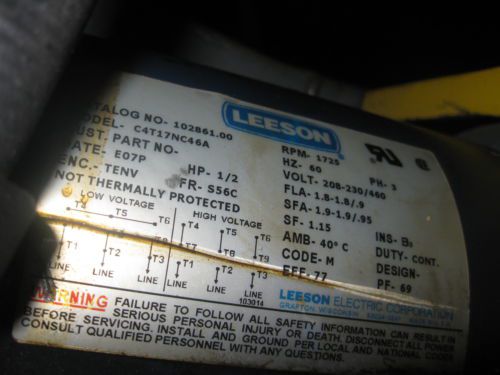 LEESON
CATALOG NO- 102861.00
MODEL- C4T17NC46A
CUST. PART NO-
DATE- E07P
ENC- TENV
HP- 1/2
FR- S56C
NOT THERMALLY PROTECTED
RPM- 1725
HZ- 60
PH- 3
VOLT- 208-230/460
FLA- 1.8-1.8/.9
SFA- 1.9-1.9/.95
SF- 1.15
INS- B3
AMB- 40° C
DUTY- CONT.
CODE- M
DESIGN-
EFF- 77
PF- 69
LOW VOLTAGE
T4 T5 T6
T1 T2 T3
LINE LINE LINE
HIGH VOLTAGE
T4 T5 T6
T7 T8 T9
T1 T2 T3
LINE LINE LINE
103014
LEESON ELECTRIC CORPORATION
GRAFTON, WISCONSIN
WARNING FAILURE TO FOLLOW ALL SAFETY INFORMATION CAN RESULT IN
SERIOUS PERSONAL INJURY OR DEATH, DISCONNECT ALL POWER
BEFORE SERVICING. INSTALL AND GROUND PER LOCAL AND NATIONAL CODES.
CONSULT QUALIFIED PERSONNEL WITH ANY QUESTIONS.